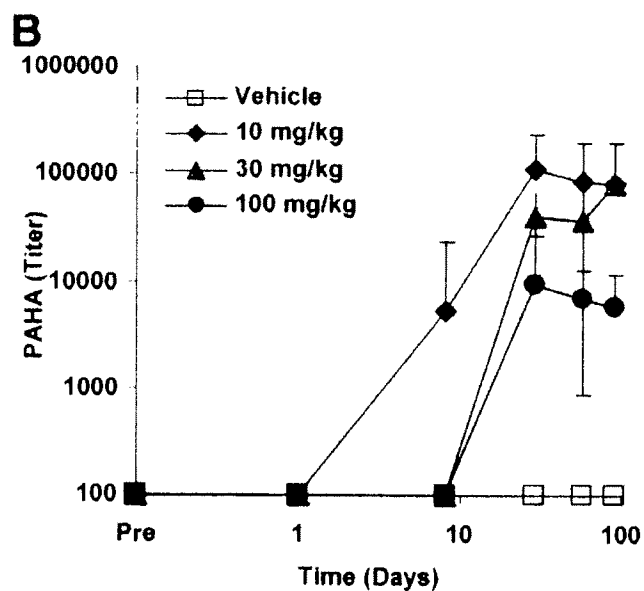 B
1000000
100000
10000
1000
100
PAHA (Titer)
Vehicle
10 mg/kg
30 mg/kg
100 mg/kg
Pre 1 10 100
Time (Days)